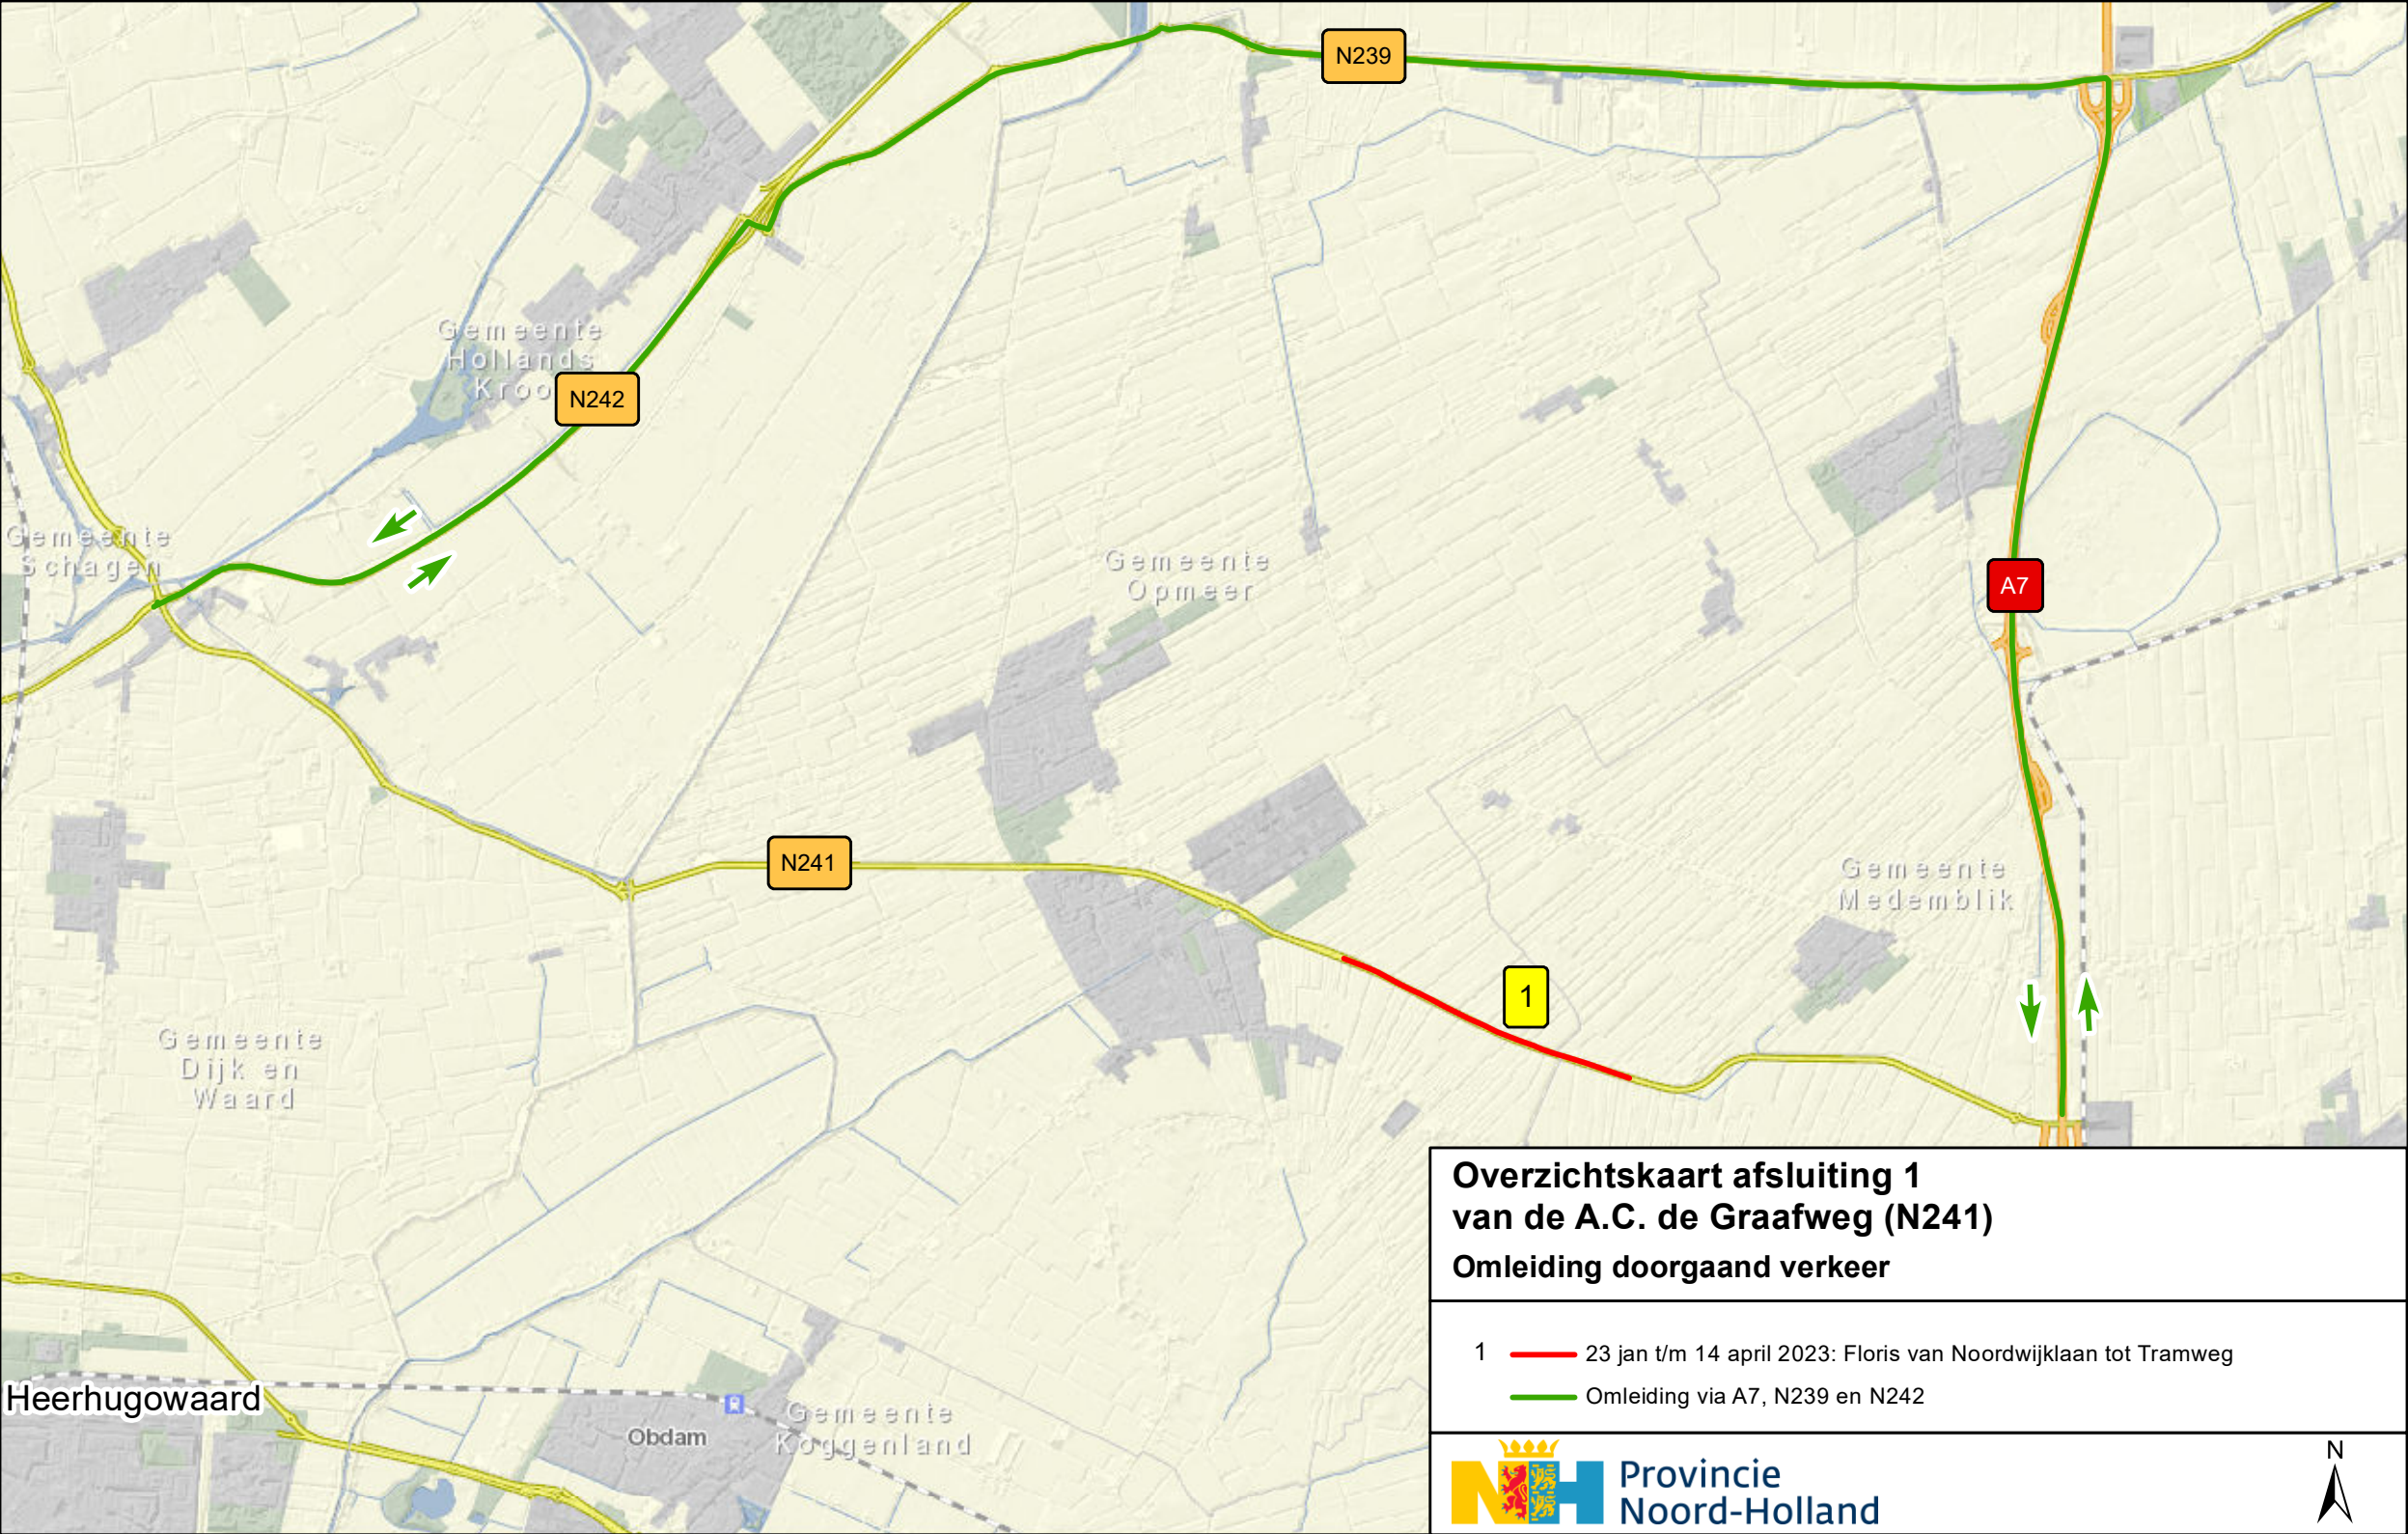 N239
Gemeente
Hollands
Kroo
N242
Gemeente
Schagen
Gemeente
Opmeer
A7
N241
Gemeente
Medemblik
1
Gemeente
Dijk en
Waard
Heerhugowaard
Obdam
Gemeente
Koggenland
Overzichtskaart afsluiting 1
van de A.C. de Graafweg (N241)
Omleiding doorgaand verkeer
1 23 jan t/m 14 april 2023: Floris van Noordwijklaan tot Tramweg
Omleiding via A7, N239 en N242
NH Provincie
Noord-Holland
N